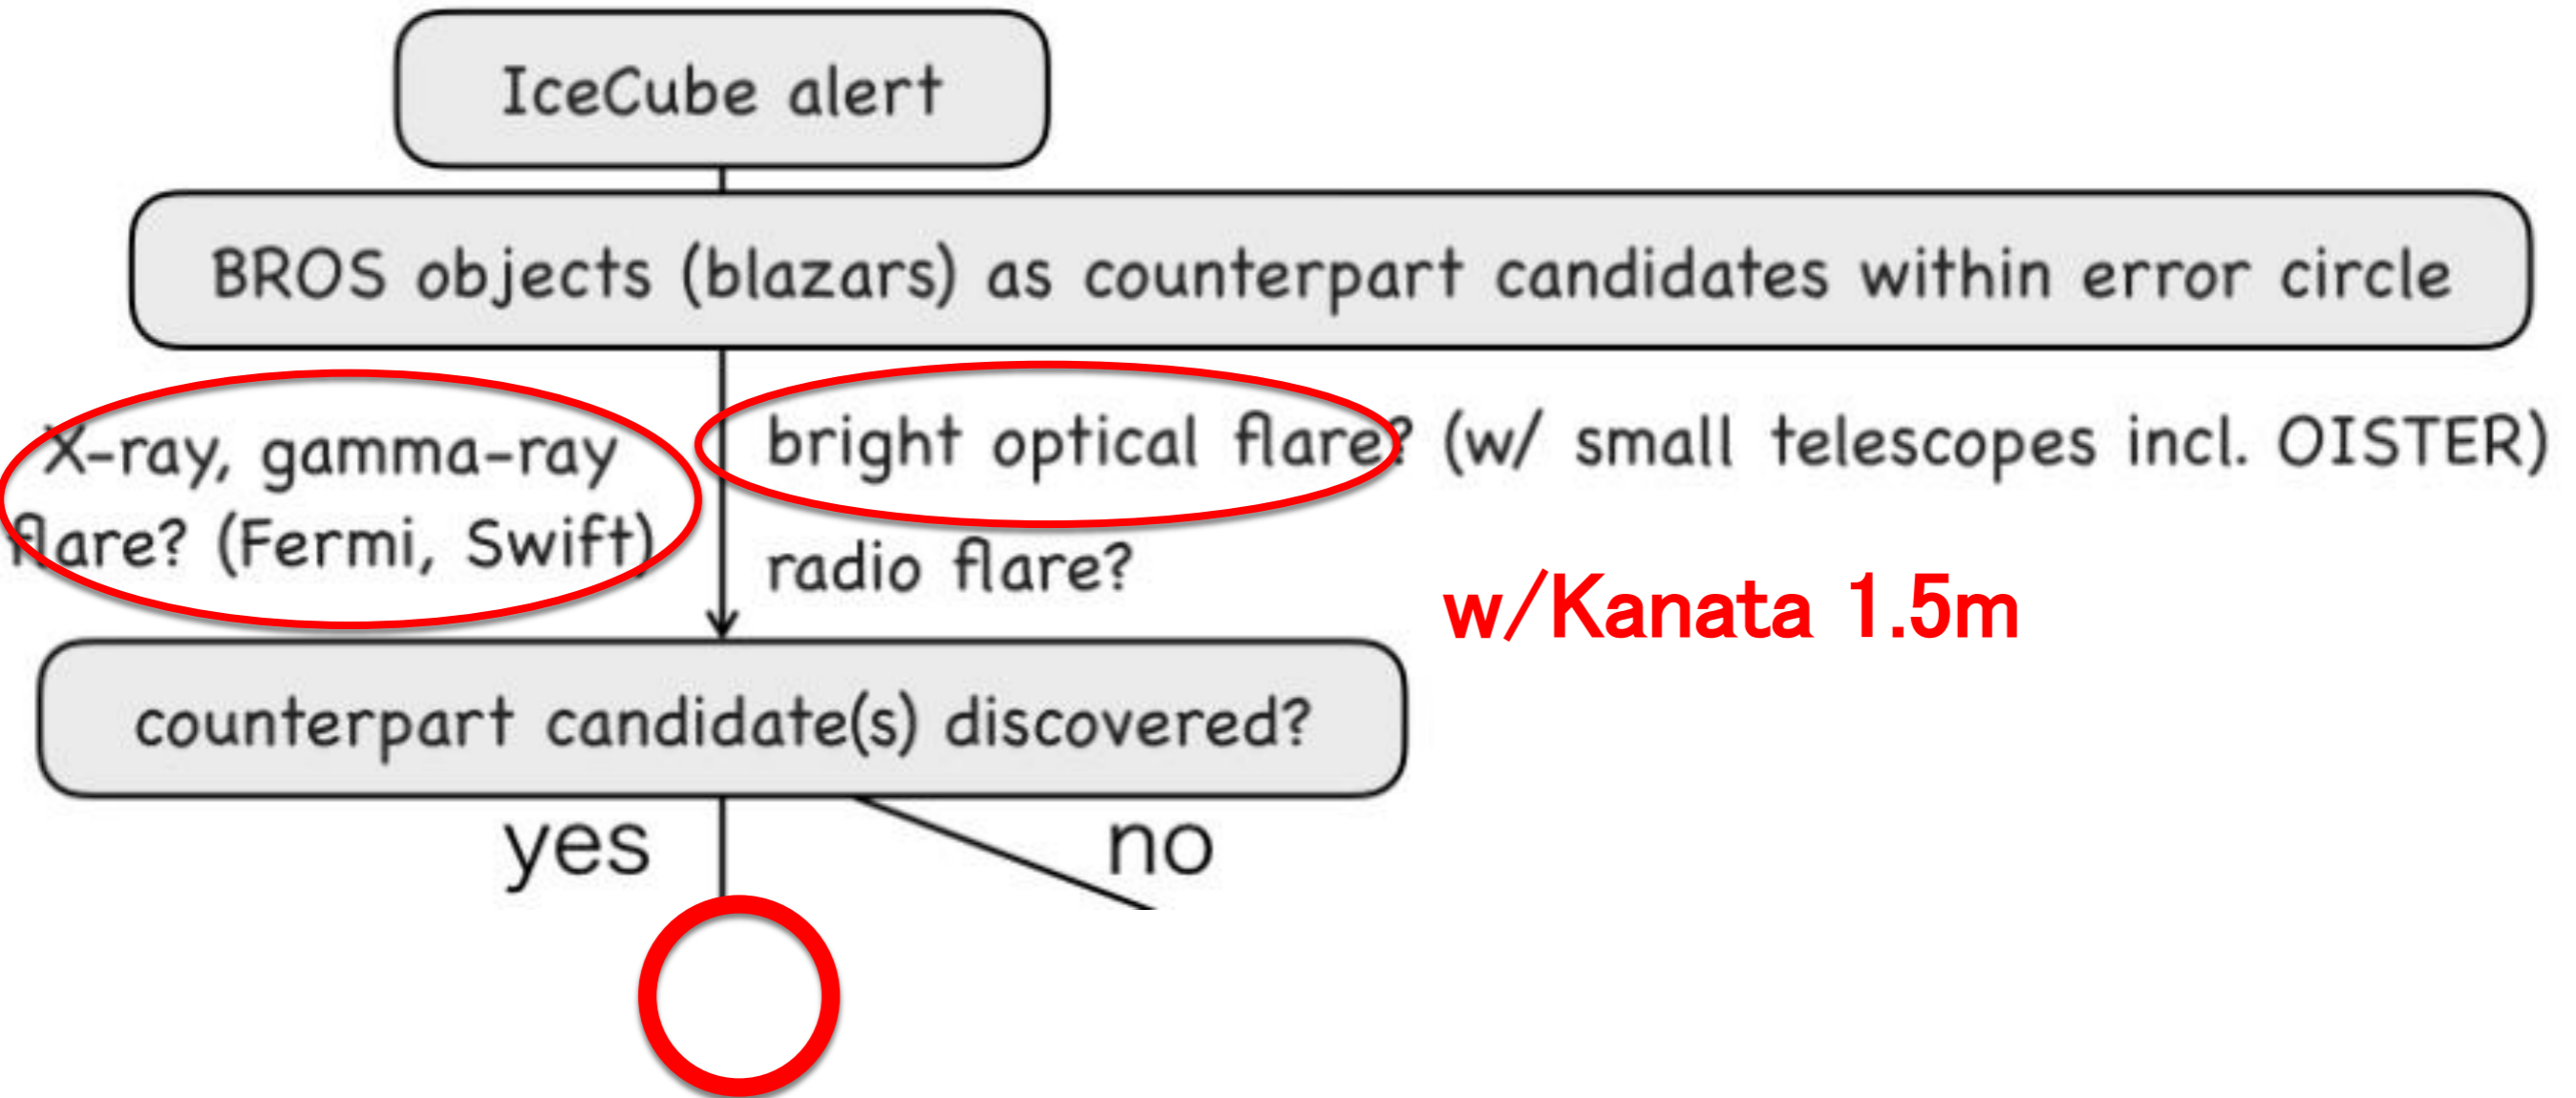 IceCube alert
BROS objects (blazars) as counterpart candidates within error circle
X-ray, gamma-ray
flare? (Fermi, Swift)
bright optical flare? (w/ small telescopes incl. OISTER)
radio flare?
w/Kanata 1.5m
counterpart candidate(s) discovered?
yes
no